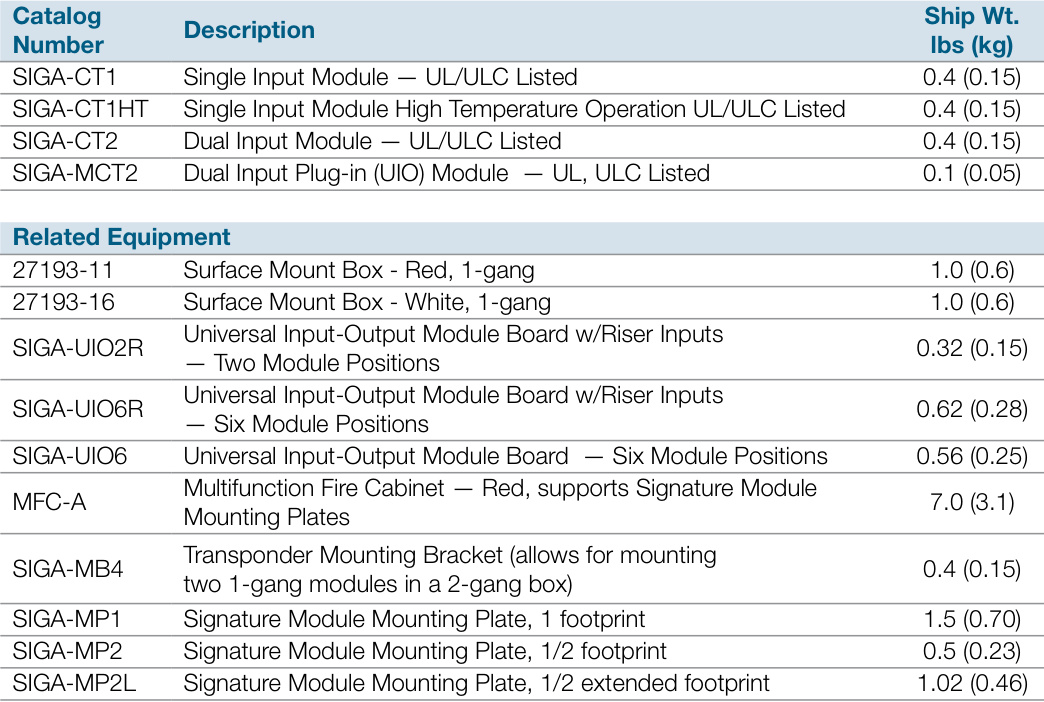 Catalog
Number
Description
Ship Wt.
lbs (kg)
SIGA-CT1 Single Input Module — UL/ULC Listed 0.4 (0.15)
SIGA-CT1HT Single Input Module High Temperature Operation UL/ULC Listed 0.4 (0.15)
SIGA-CT2 Dual Input Module — UL/ULC Listed 0.4 (0.15)
SIGA-MCT2 Dual Input Plug-in (UIO) Module — UL, ULC Listed 0.1 (0.05)
Related Equipment
27193-11 Surface Mount Box - Red, 1-gang 1.0 (0.6)
27193-16 Surface Mount Box - White, 1-gang 1.0 (0.6)
SIGA-UIO2R
Universal Input-Output Module Board w/Riser Inputs
— Two Module Positions
0.32 (0.15)
SIGA-UIO6R
Universal Input-Output Module Board w/Riser Inputs
— Six Module Positions
0.62 (0.28)
SIGA-UIO6 Universal Input-Output Module Board — Six Module Positions 0.56 (0.25)
MFC-A
Multifunction Fire Cabinet — Red, supports Signature Module
Mounting Plates
7.0 (3.1)
SIGA-MB4
Transponder Mounting Bracket (allows for mounting
two 1-gang modules in a 2-gang box)
0.4 (0.15)
SIGA-MP1 Signature Module Mounting Plate, 1 footprint 1.5 (0.70)
SIGA-MP2 Signature Module Mounting Plate, 1/2 footprint 0.5 (0.23)
SIGA-MP2L Signature Module Mounting Plate, 1/2 extended footprint 1.02 (0.46)